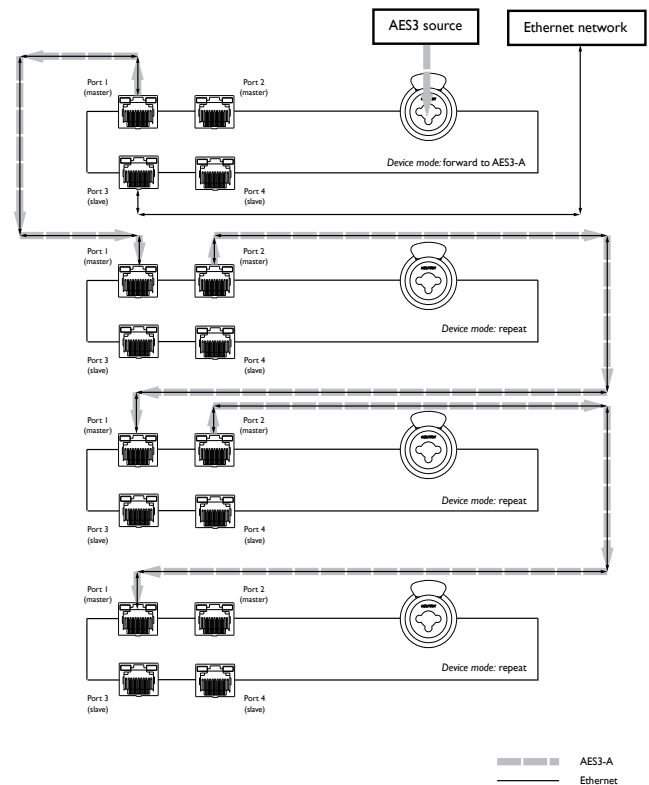 AES3 source
Ethernet network
Port 1
(master)
Port 2
(master)
Device mode: forward to AES3-A
Port 3
(slave)
Port 4
(slave)
Port 1
(master)
Port 2
(master)
Device mode: repeat
Port 3
(slave)
Port 4
(slave)
Port 1
(master)
Port 2
(master)
Device mode: repeat
Port 3
(slave)
Port 4
(slave)
Port 1
(master)
Port 2
(master)
Device mode: repeat
Port 3
(slave)
Port 4
(slave)
AES3-A
Ethernet